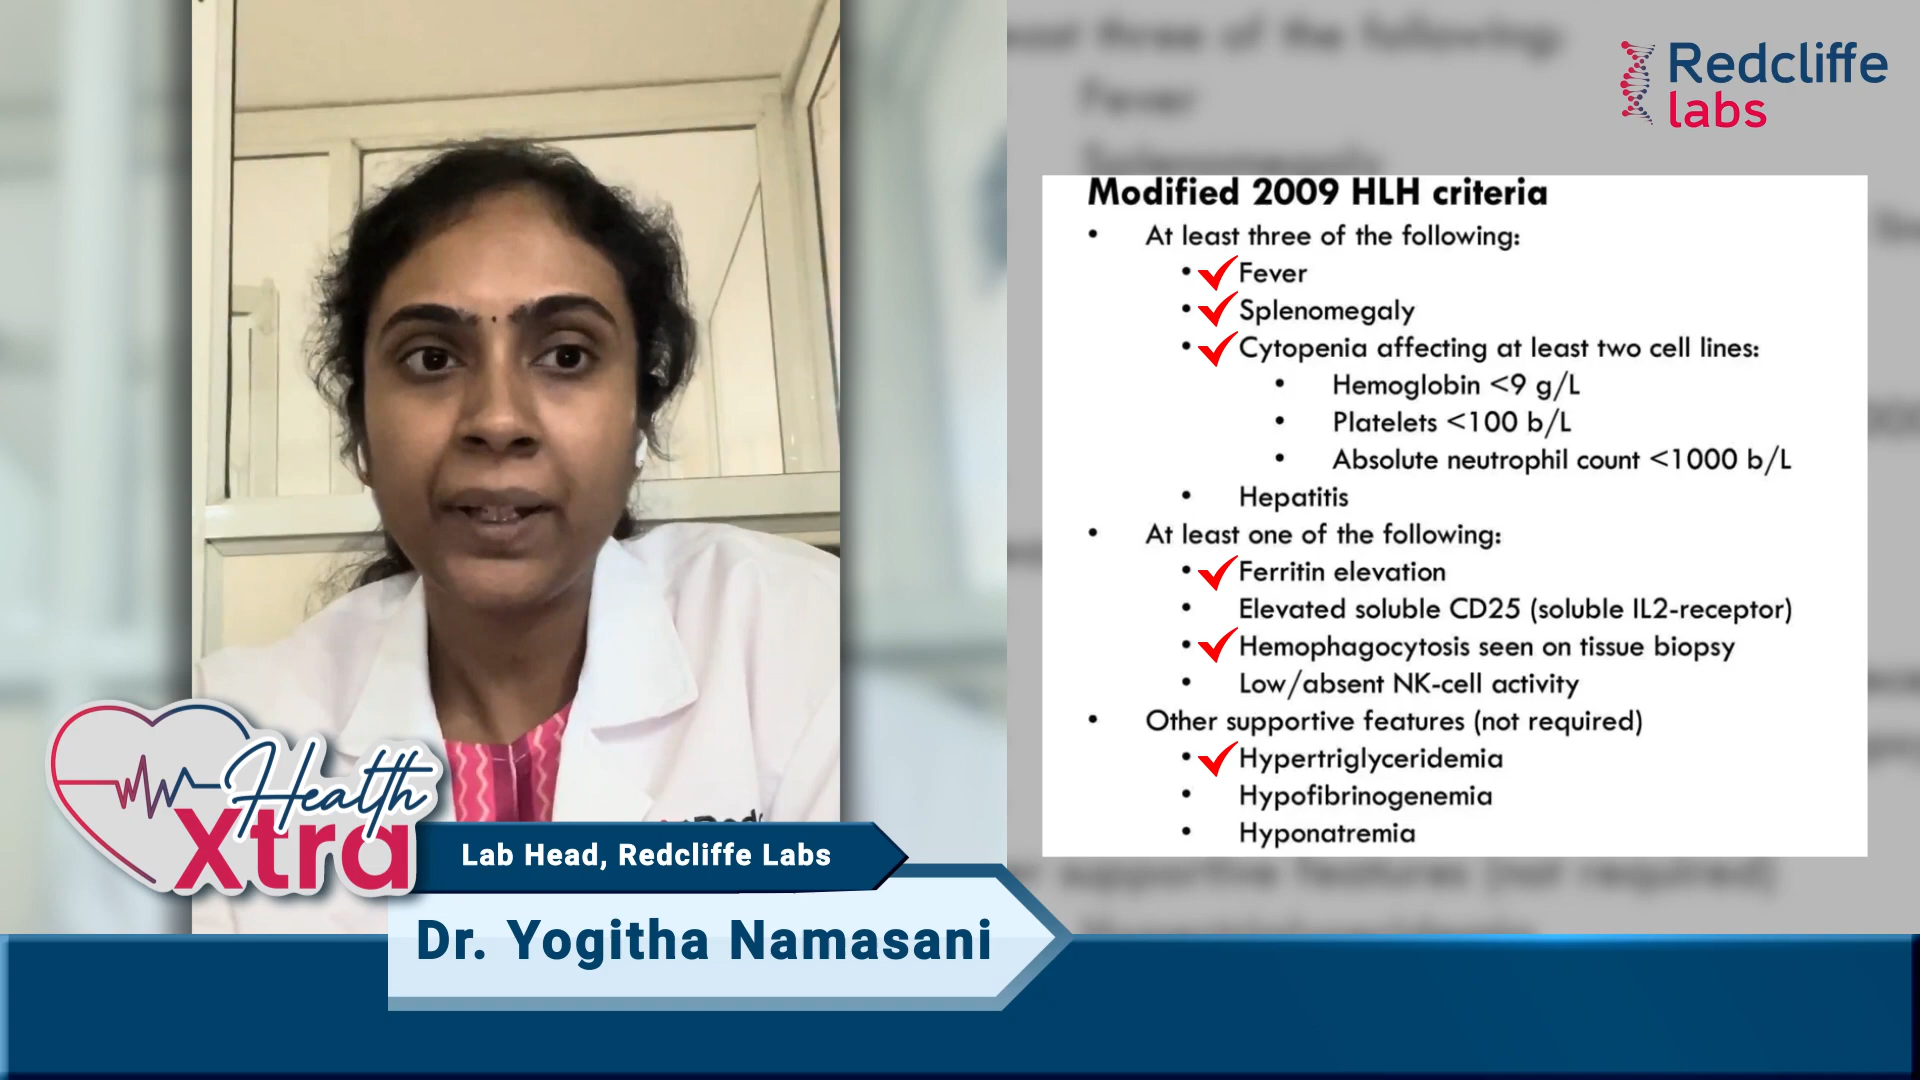 Redcliffe
labs
Modified 2009 HLH criteria
• At least three of the following:
• Fever
• Splenomegaly
• Cytopenia affecting at least two cell lines:
• Hemoglobin <9 g/L
• Platelets <100 b/L
• Absolute neutrophil count <1000 b/L
• Hepatitis
• At least one of the following:
• Ferritin elevation
• Elevated soluble CD25 (soluble IL2-receptor)
• Hemophagocytosis seen on tissue biopsy
• Low/absent NK-cell activity
• Other supportive features (not required)
• Hypertriglyceridemia
• Hypofibrinogenemia
• Hyponatremia
Health
Xtra
Lab Head, Redcliffe Labs
Dr. Yogitha Namasani